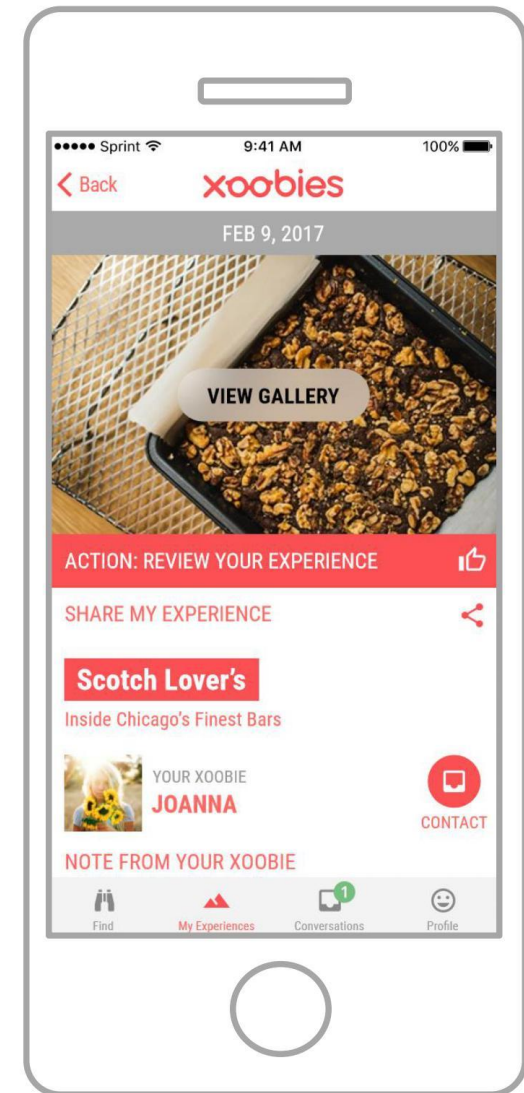 Sprint 9:41 AM 100%
Back xoobies
FEB 9, 2017
VIEW GALLERY
ACTION: REVIEW YOUR EXPERIENCE
SHARE MY EXPERIENCE
Scotch Lover's
Inside Chicago's Finest Bars
YOUR XOOBIE
JOANNA
CONTACT
NOTE FROM YOUR XOOBIE
1
Find My Experiences Conversations Profile